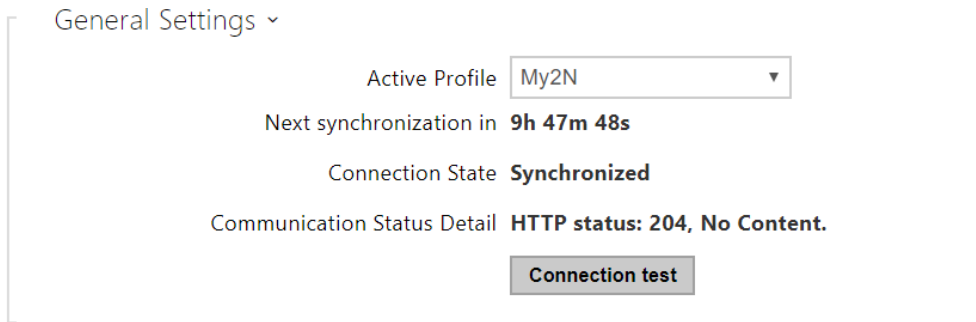 General Settings
Active Profile My2N
Next synchronization in 9h 47m 48s
Connection State Synchronized
Communication Status Detail HTTP status: 204, No Content.
Connection test